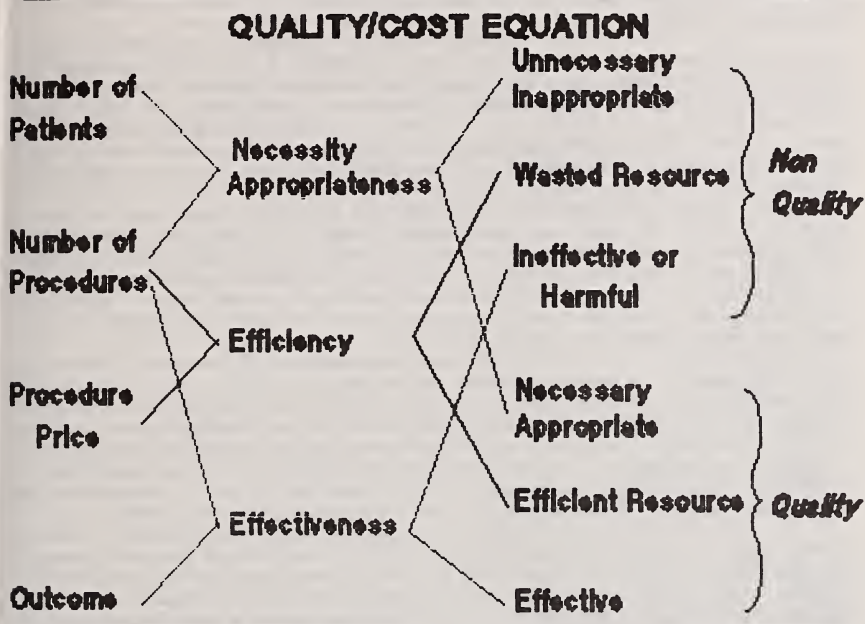 QUALITY/COST EQUATION
Number of
Patients
Number of
Procedures
Procedure
Price
Outcome
Necessity
Appropriateness
Efficiency
Effectiveness
Unnecessary
Inappropriate
Wasted Resource
Ineffective or
Harmful
Necessary
Appropriate
Efficient Resource
Effective
Non
Quality
Quality